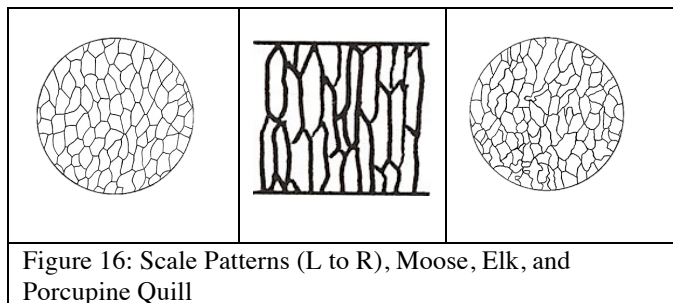 Figure 16: Scale Patterns (L to R), Moose, Elk, and
Porcupine Quill